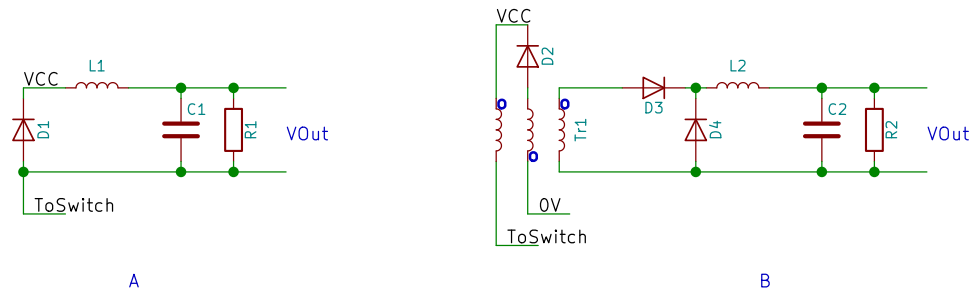 VCC
L1
D1
C1
R1
VOut
ToSwitch
A
VCC
D2
Tr1
D3
D4
L2
C2
R2
VOut
0V
ToSwitch
B